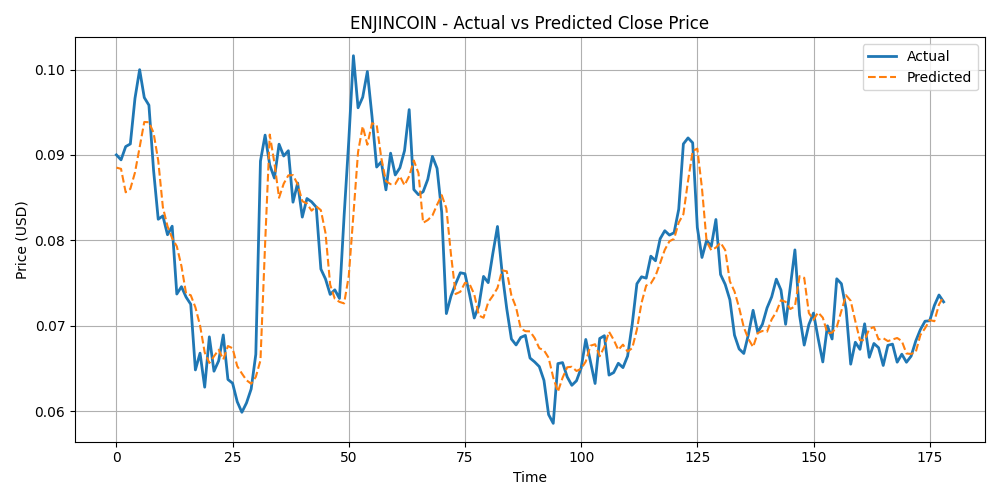 ENJINCOIN - Actual vs Predicted Close Price
Actual
Predicted
Price (USD)
0.10
0.09
0.08
0.07
0.06
0 25 50 75 100 125 150 175
Time